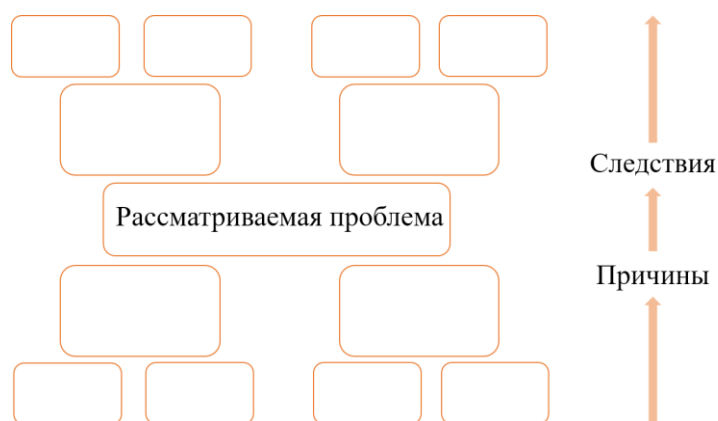 Следствия
Рассматриваемая проблема
Причины